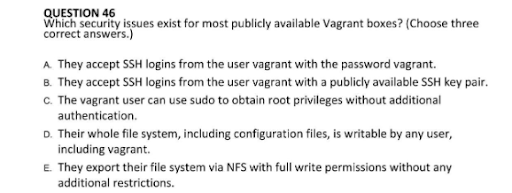 QUESTION 46
Which security issues exist for most publicly available Vagrant boxes? (Choose three
correct answers.)
A. They accept SSH logins from the user vagrant with the password vagrant.
B. They accept SSH logins from the user vagrant with a publicly available SSH key pair.
C. The vagrant user can use sudo to obtain root privileges without additional
authentication.
D. Their whole file system, including configuration files, is writable by any user,
including vagrant.
E. They export their file system via NFS with full write permissions without any
additional restrictions.